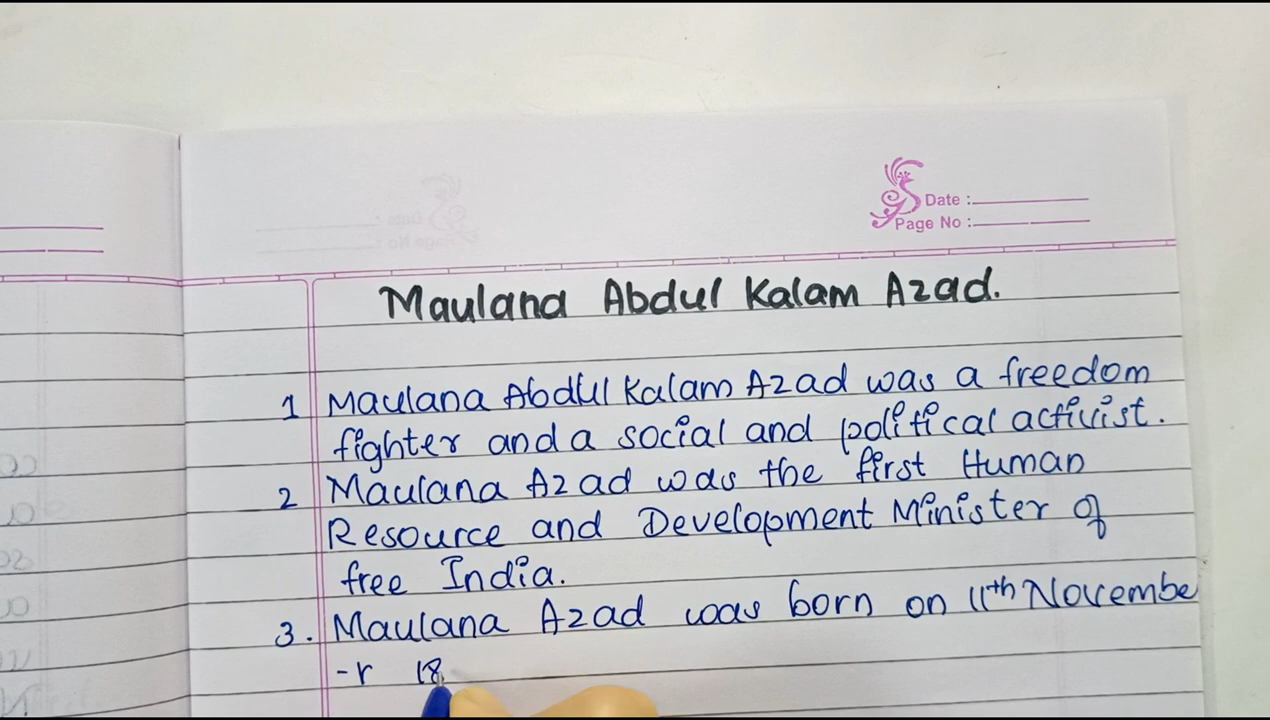 Date :
Page No :
Maulana Abdul Kalam Azad.
1 Maulana Abdul Kalam Azad was a freedom
fighter and a social and political activist.
2 Maulana Azad was the first Human
Resource and Development Minister of
free India.
3. Maulana Azad was born on 11th Novembe
-r 18